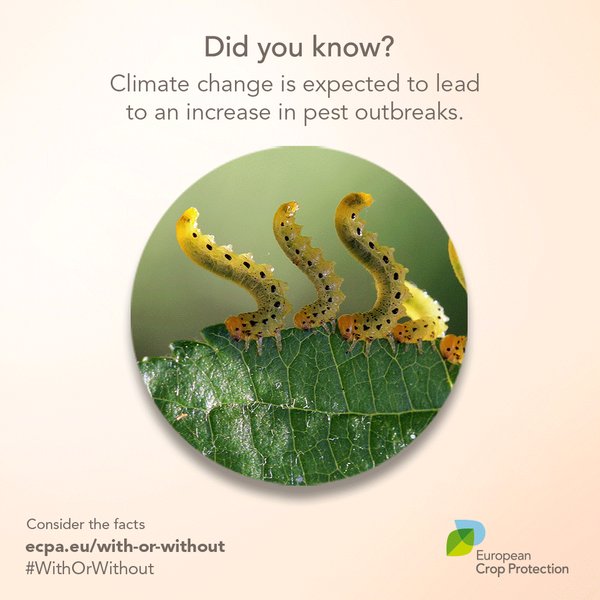 Did you know?
Climate change is expected to lead
to an increase in pest outbreaks.
Consider the facts
ecpa.eu/with-or-without
#WithOrWithout
European
Crop Protection